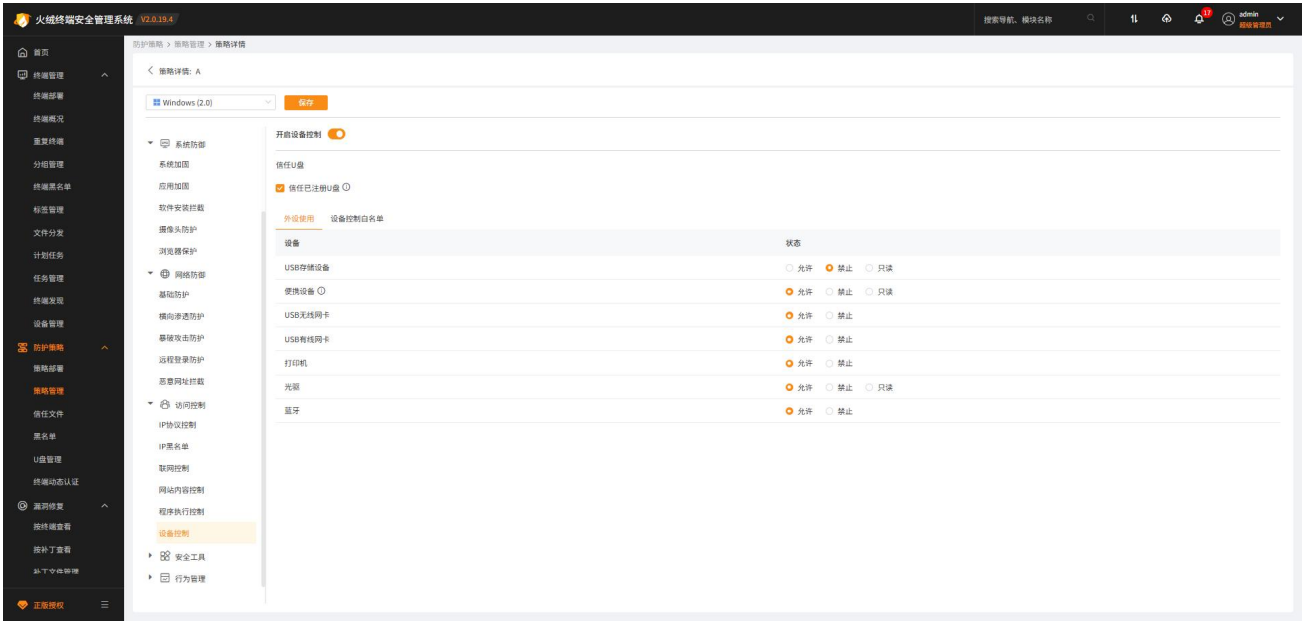 火绒终端安全管理系统 V2.0.19.4
搜索导航、模块名称
17
admin
超级管理员
首页
终端管理
终端部署
终端概况
重复终端
分组管理
终端黑名单
标签管理
文件分发
计划任务
任务管理
终端发现
设备管理
防护策略
策略部署
策略管理
信任文件
黑名单
U盘管理
终端动态认证
漏洞修复
按终端查看
按补丁查看
补丁文件管理
正版授权
防护策略 > 策略管理 > 策略详情
策略详情: A
Windows (2.0)
保存
系统防御
系统加固
应用加固
软件安装拦截
摄像头防护
浏览器保护
网络防御
基础防护
横向渗透防护
暴破攻击防护
远程登录防护
恶意网址拦截
访问控制
IP协议控制
IP黑名单
联网控制
网站内容控制
程序执行控制
设备控制
安全工具
行为管理
开启设备控制
信任U盘
信任已注册U盘
外设使用 设备控制白名单
设备 状态
USB存储设备 允许 禁止 只读
便携设备 允许 禁止 只读
USB无线网卡 允许 禁止
USB有线网卡 允许 禁止
打印机 允许 禁止
光驱 允许 禁止 只读
蓝牙 允许 禁止